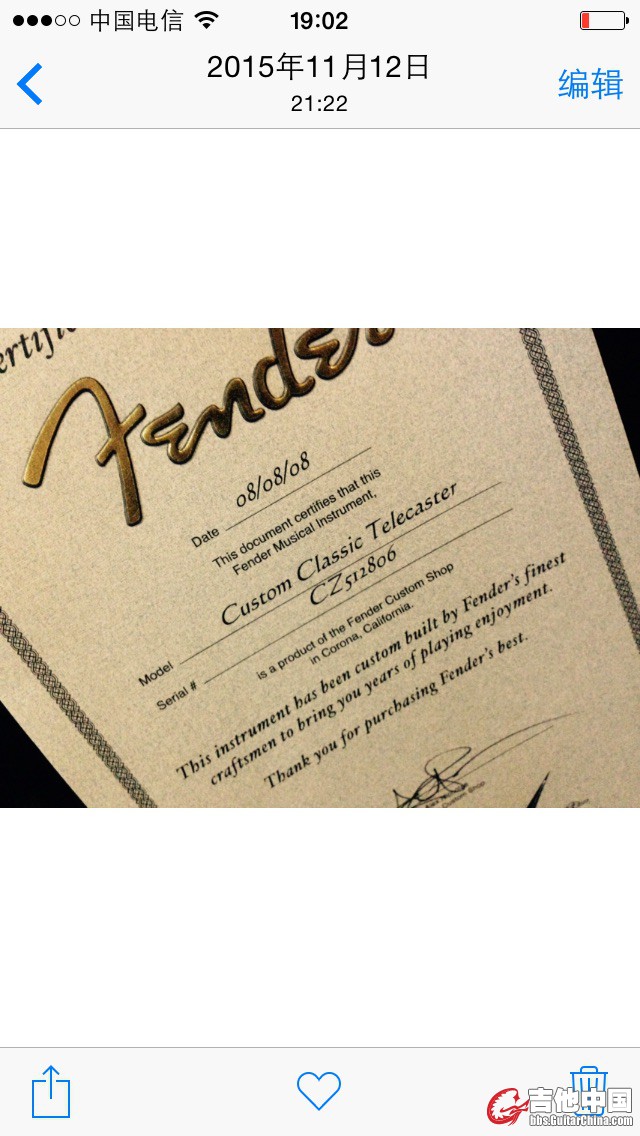 中国电信
19:02
2015年11月12日
21:22
编辑
Fender
Date 08/08/08
This document certifies that this
Fender Musical Instrument,
Model Custom Classic Telecaster
Serial # CZ512806
is a product of the Fender Custom Shop
in Corona, California.
This instrument has been custom built by Fender's finest
craftsmen to bring you years of playing enjoyment.
Thank you for purchasing Fender's best.
吉他中国
bbs.GuitarChina.com